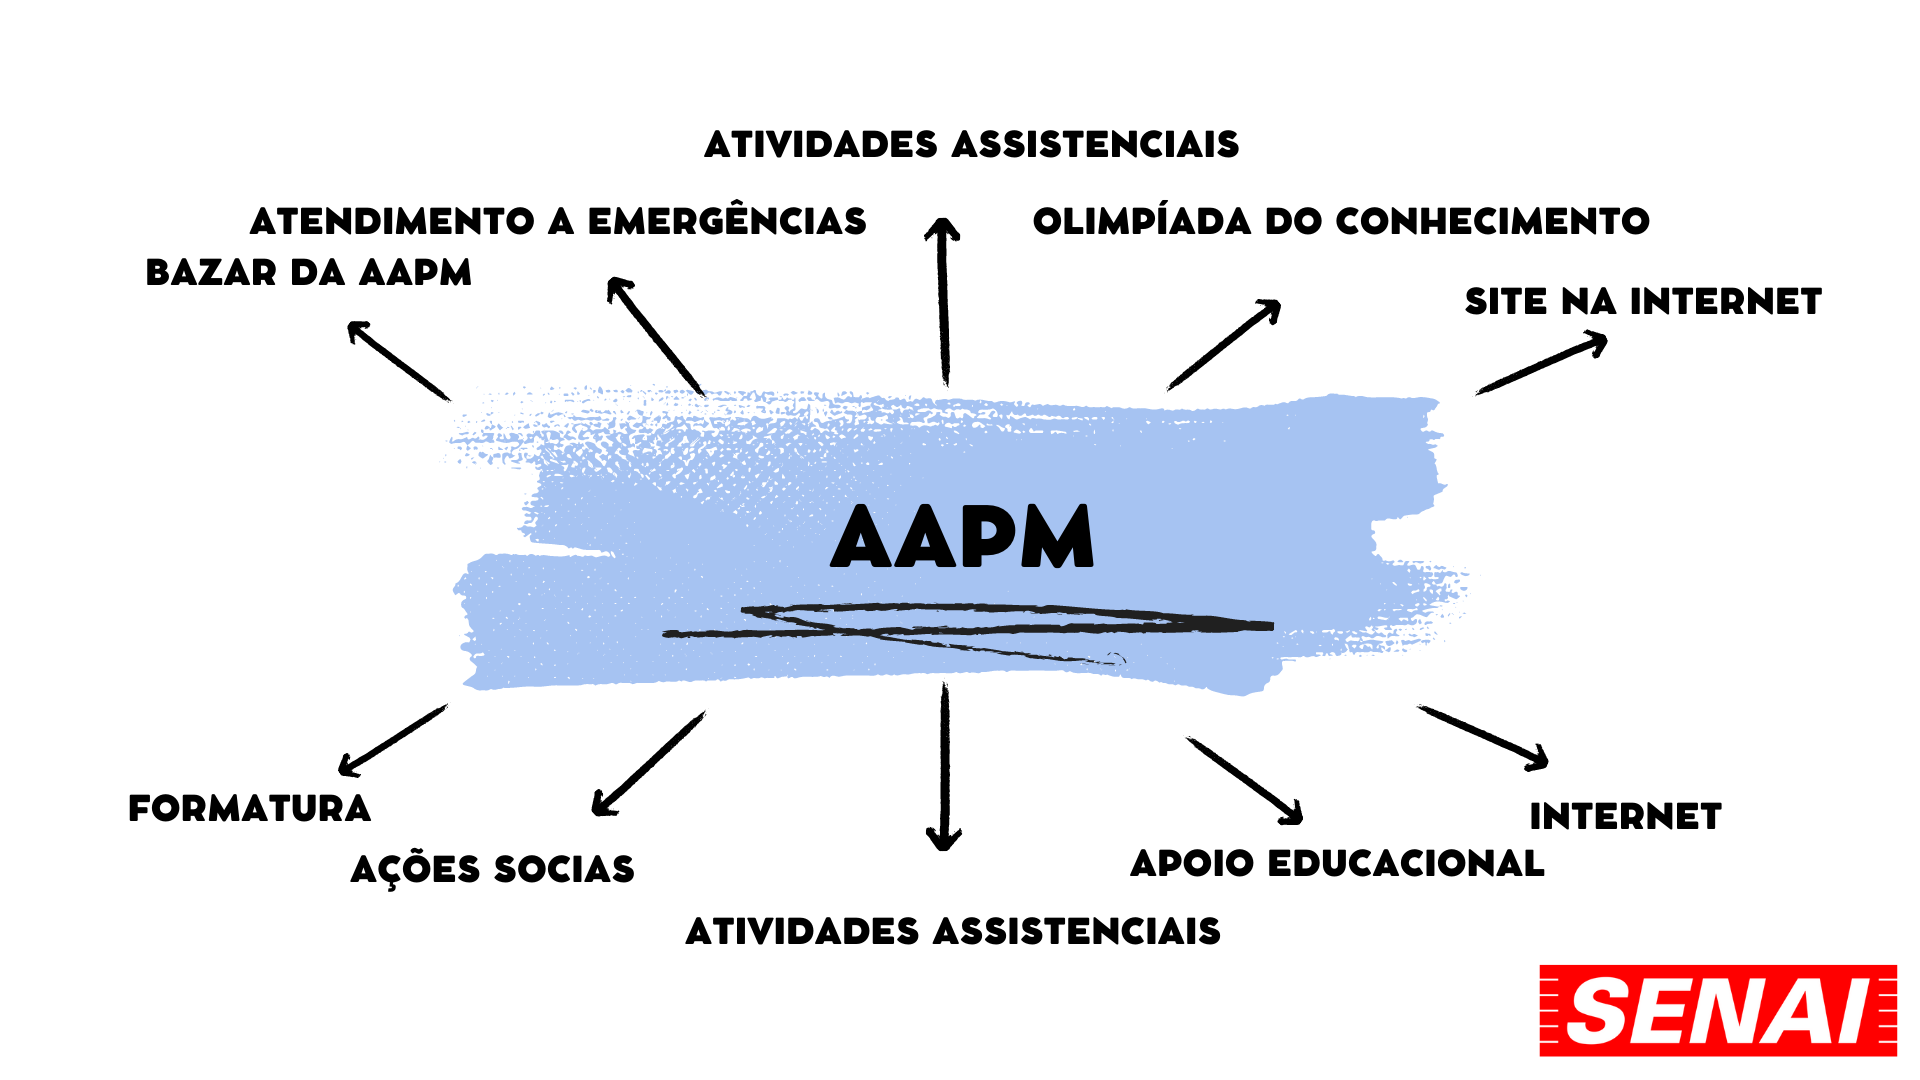 ATIVIDADES ASSISTENCIAIS
ATENDIMENTO A EMERGÊNCIAS
OLIMPÍADA DO CONHECIMENTO
BAZAR DA AAPM
SITE NA INTERNET
AAPM
FORMATURA
INTERNET
AÇÕES SOCIAS
APOIO EDUCACIONAL
ATIVIDADES ASSISTENCIAIS
SENAI